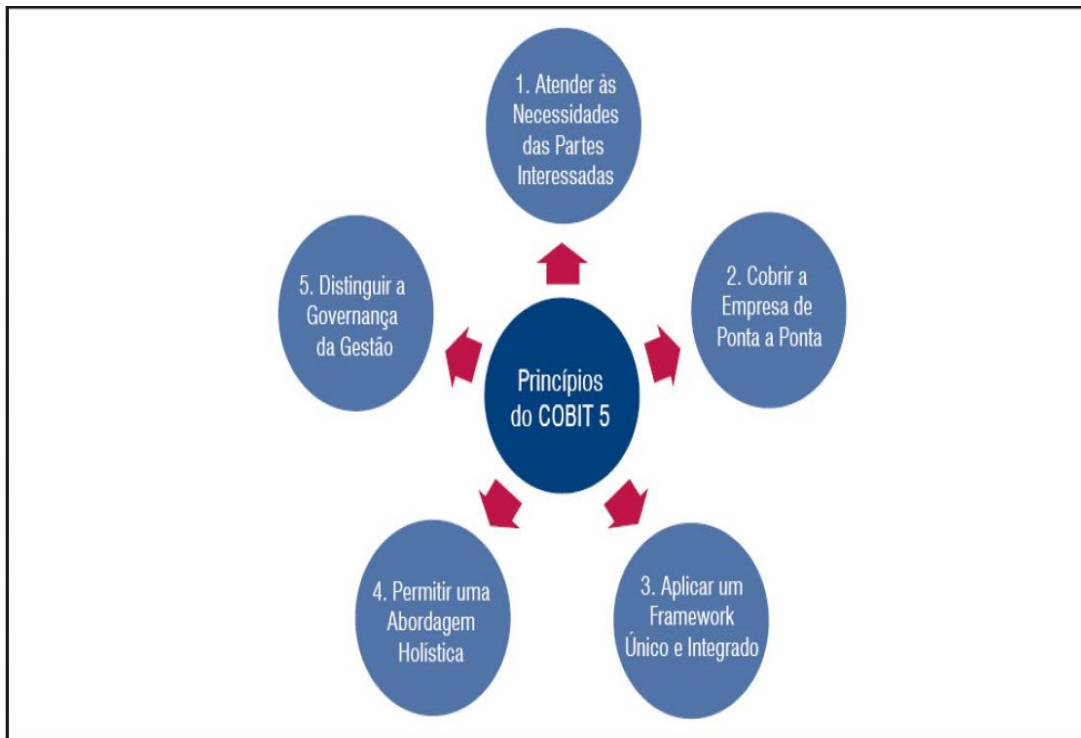 1. Atender às
Necessidades
das Partes
Interessadas
2. Cobrir a
Empresa de
Ponta a Ponta
3. Aplicar um
Framework
Único e Integrado
4. Permitir uma
Abordagem
Holística
5. Distinguir a
Governança
da Gestão
Princípios
do COBIT 5